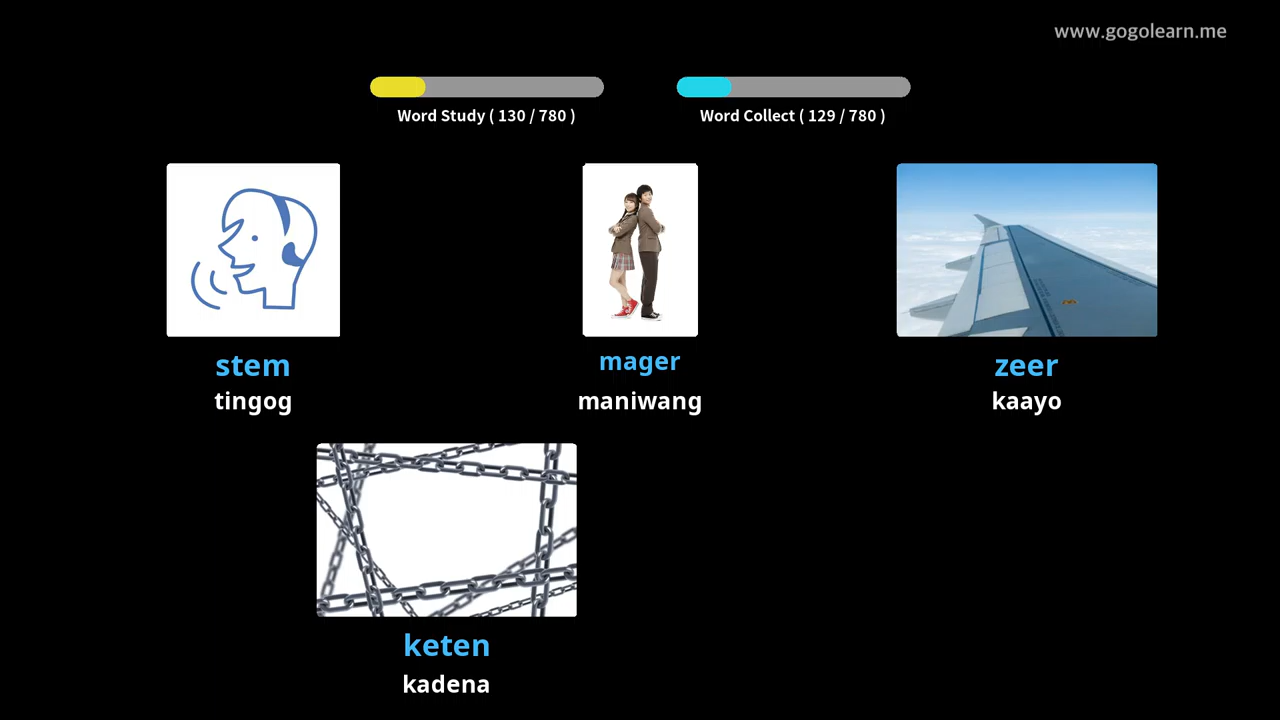 www.gogolearn.me
Word Study ( 130 / 780 )
Word Collect ( 129 / 780 )
stem
tingog
mager
maniwang
zeer
kaayo
keten
kadena